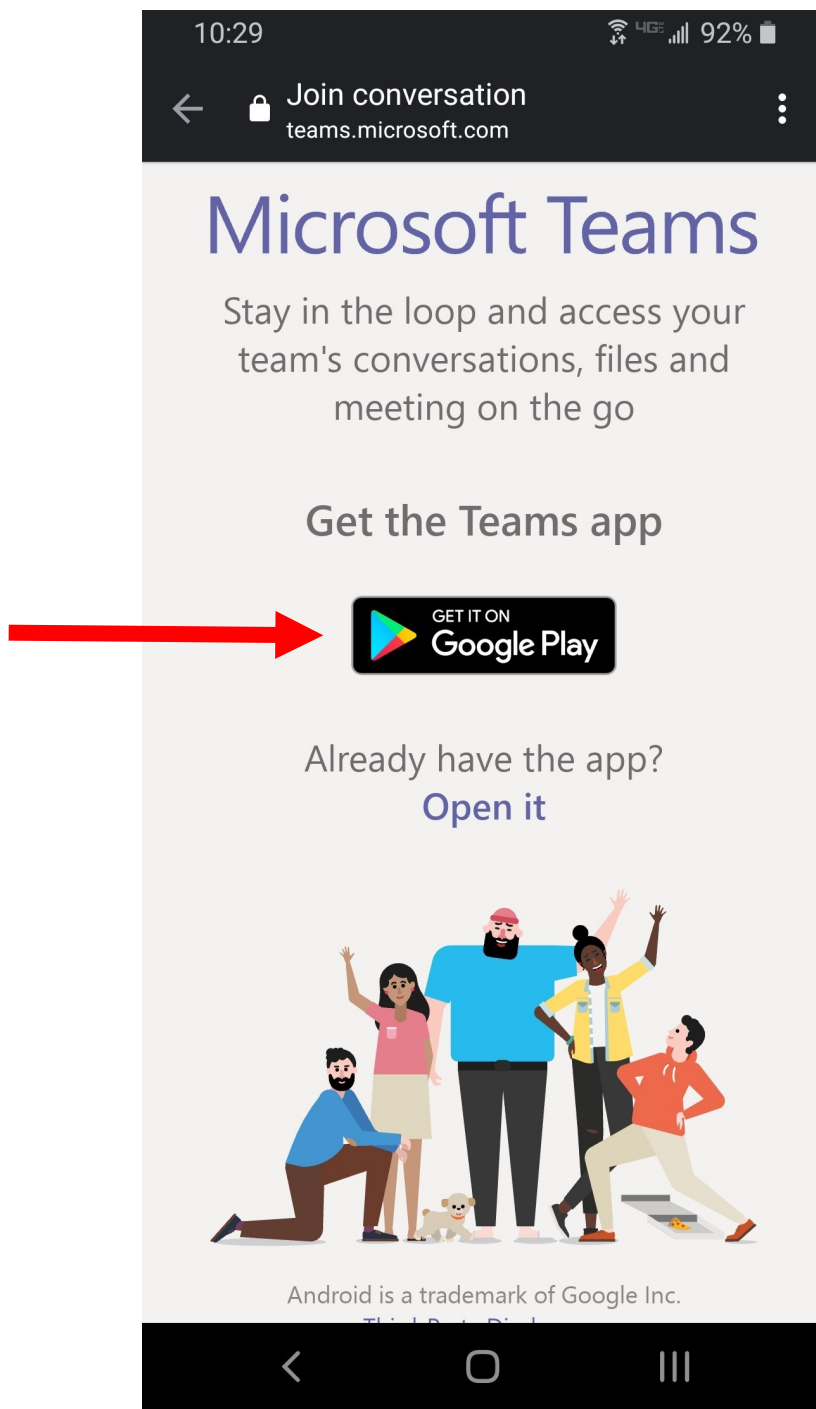 10:29 4GE 92%
Join conversation
teams.microsoft.com
Microsoft Teams
Stay in the loop and access your
team's conversations, files and
meeting on the go
Get the Teams app
GET IT ON
Google Play
Already have the app?
Open it
Android is a trademark of Google Inc.